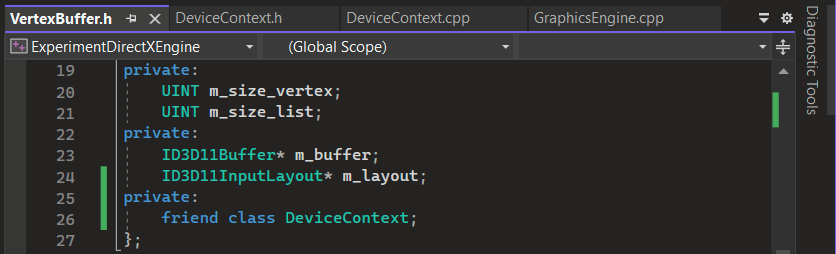 VertexBuffer.h DeviceContext.h DeviceContext.cpp GraphicsEngine.cpp
ExperimentDirectXEngine (Global Scope)
19 private:
20 UINT m_size_vertex;
21 UINT m_size_list;
22 private:
23 ID3D11Buffer* m_buffer;
24 ID3D11InputLayout* m_layout;
25 private:
26 friend class DeviceContext;
27 };
Diagnostic Tools